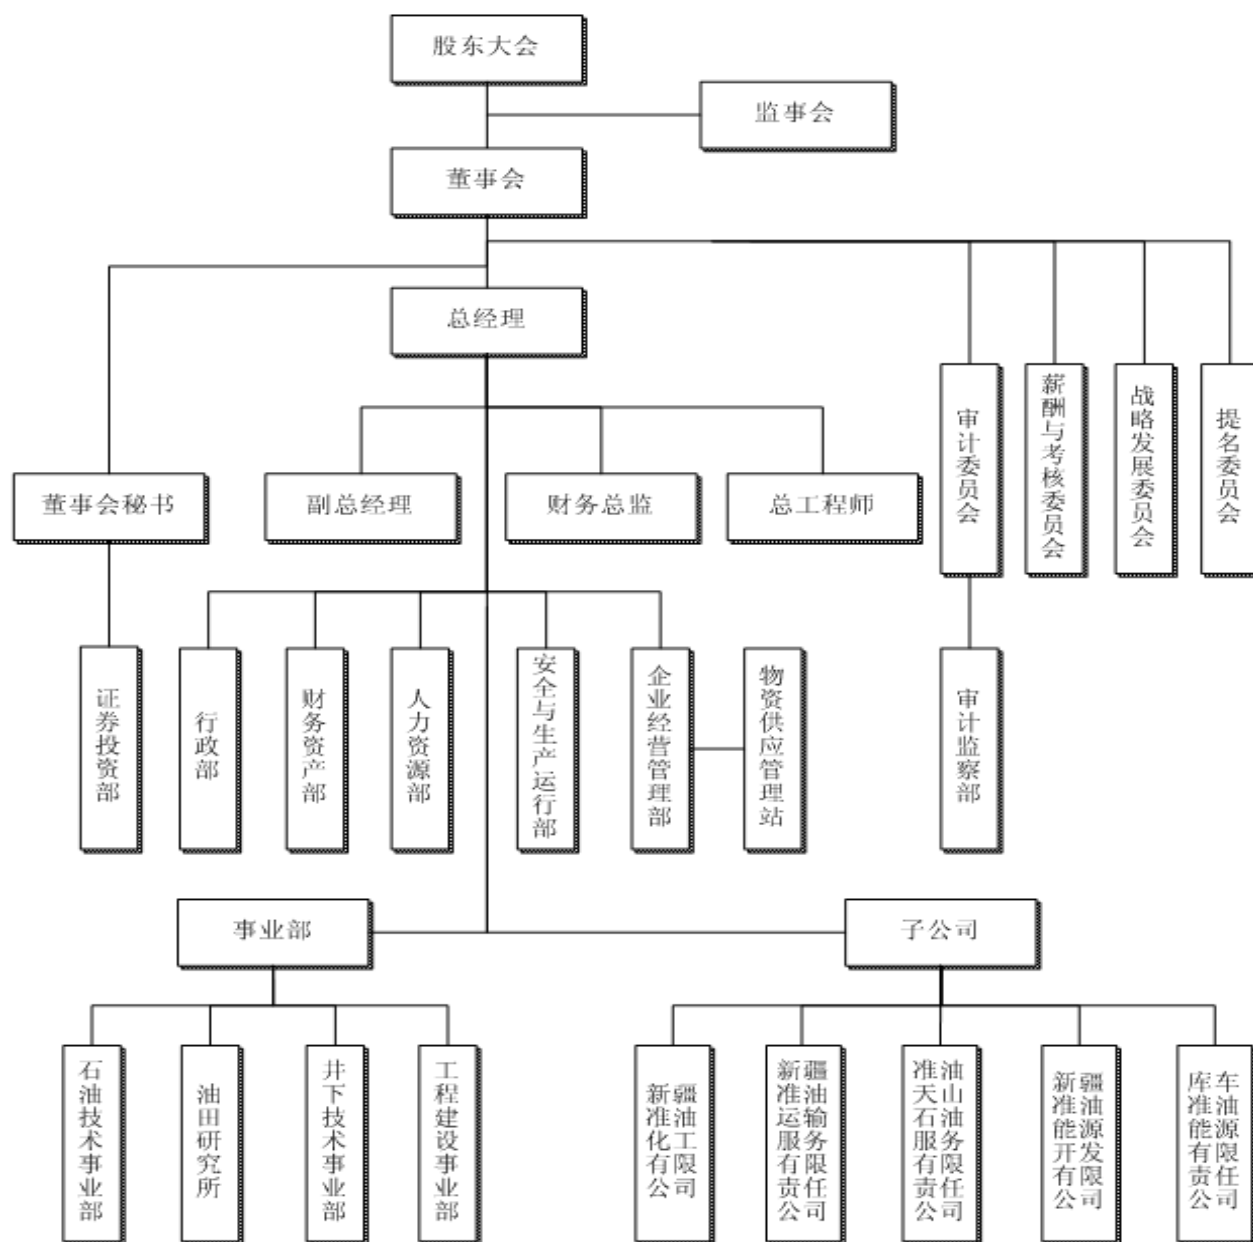 股东大会
监事会
董事会
总经理
审计委员会
薪酬与考核委员会
战略发展委员会
提名委员会
董事会秘书
副总经理
财务总监
总工程师
证券投资部
行政部
财务资产部
人力资源部
安全与生产运行部
企业经营管理部
物资供应管理站
审计监察部
事业部
子公司
石油技术事业部
油田研究所
井下技术事业部
工程建设事业部
新疆准油化工有限公司
新疆准油运输服务有限责任公司
准油天山石油服务有限责任公司
新疆准油能源开发有限公司
库车准油能源有限责任公司